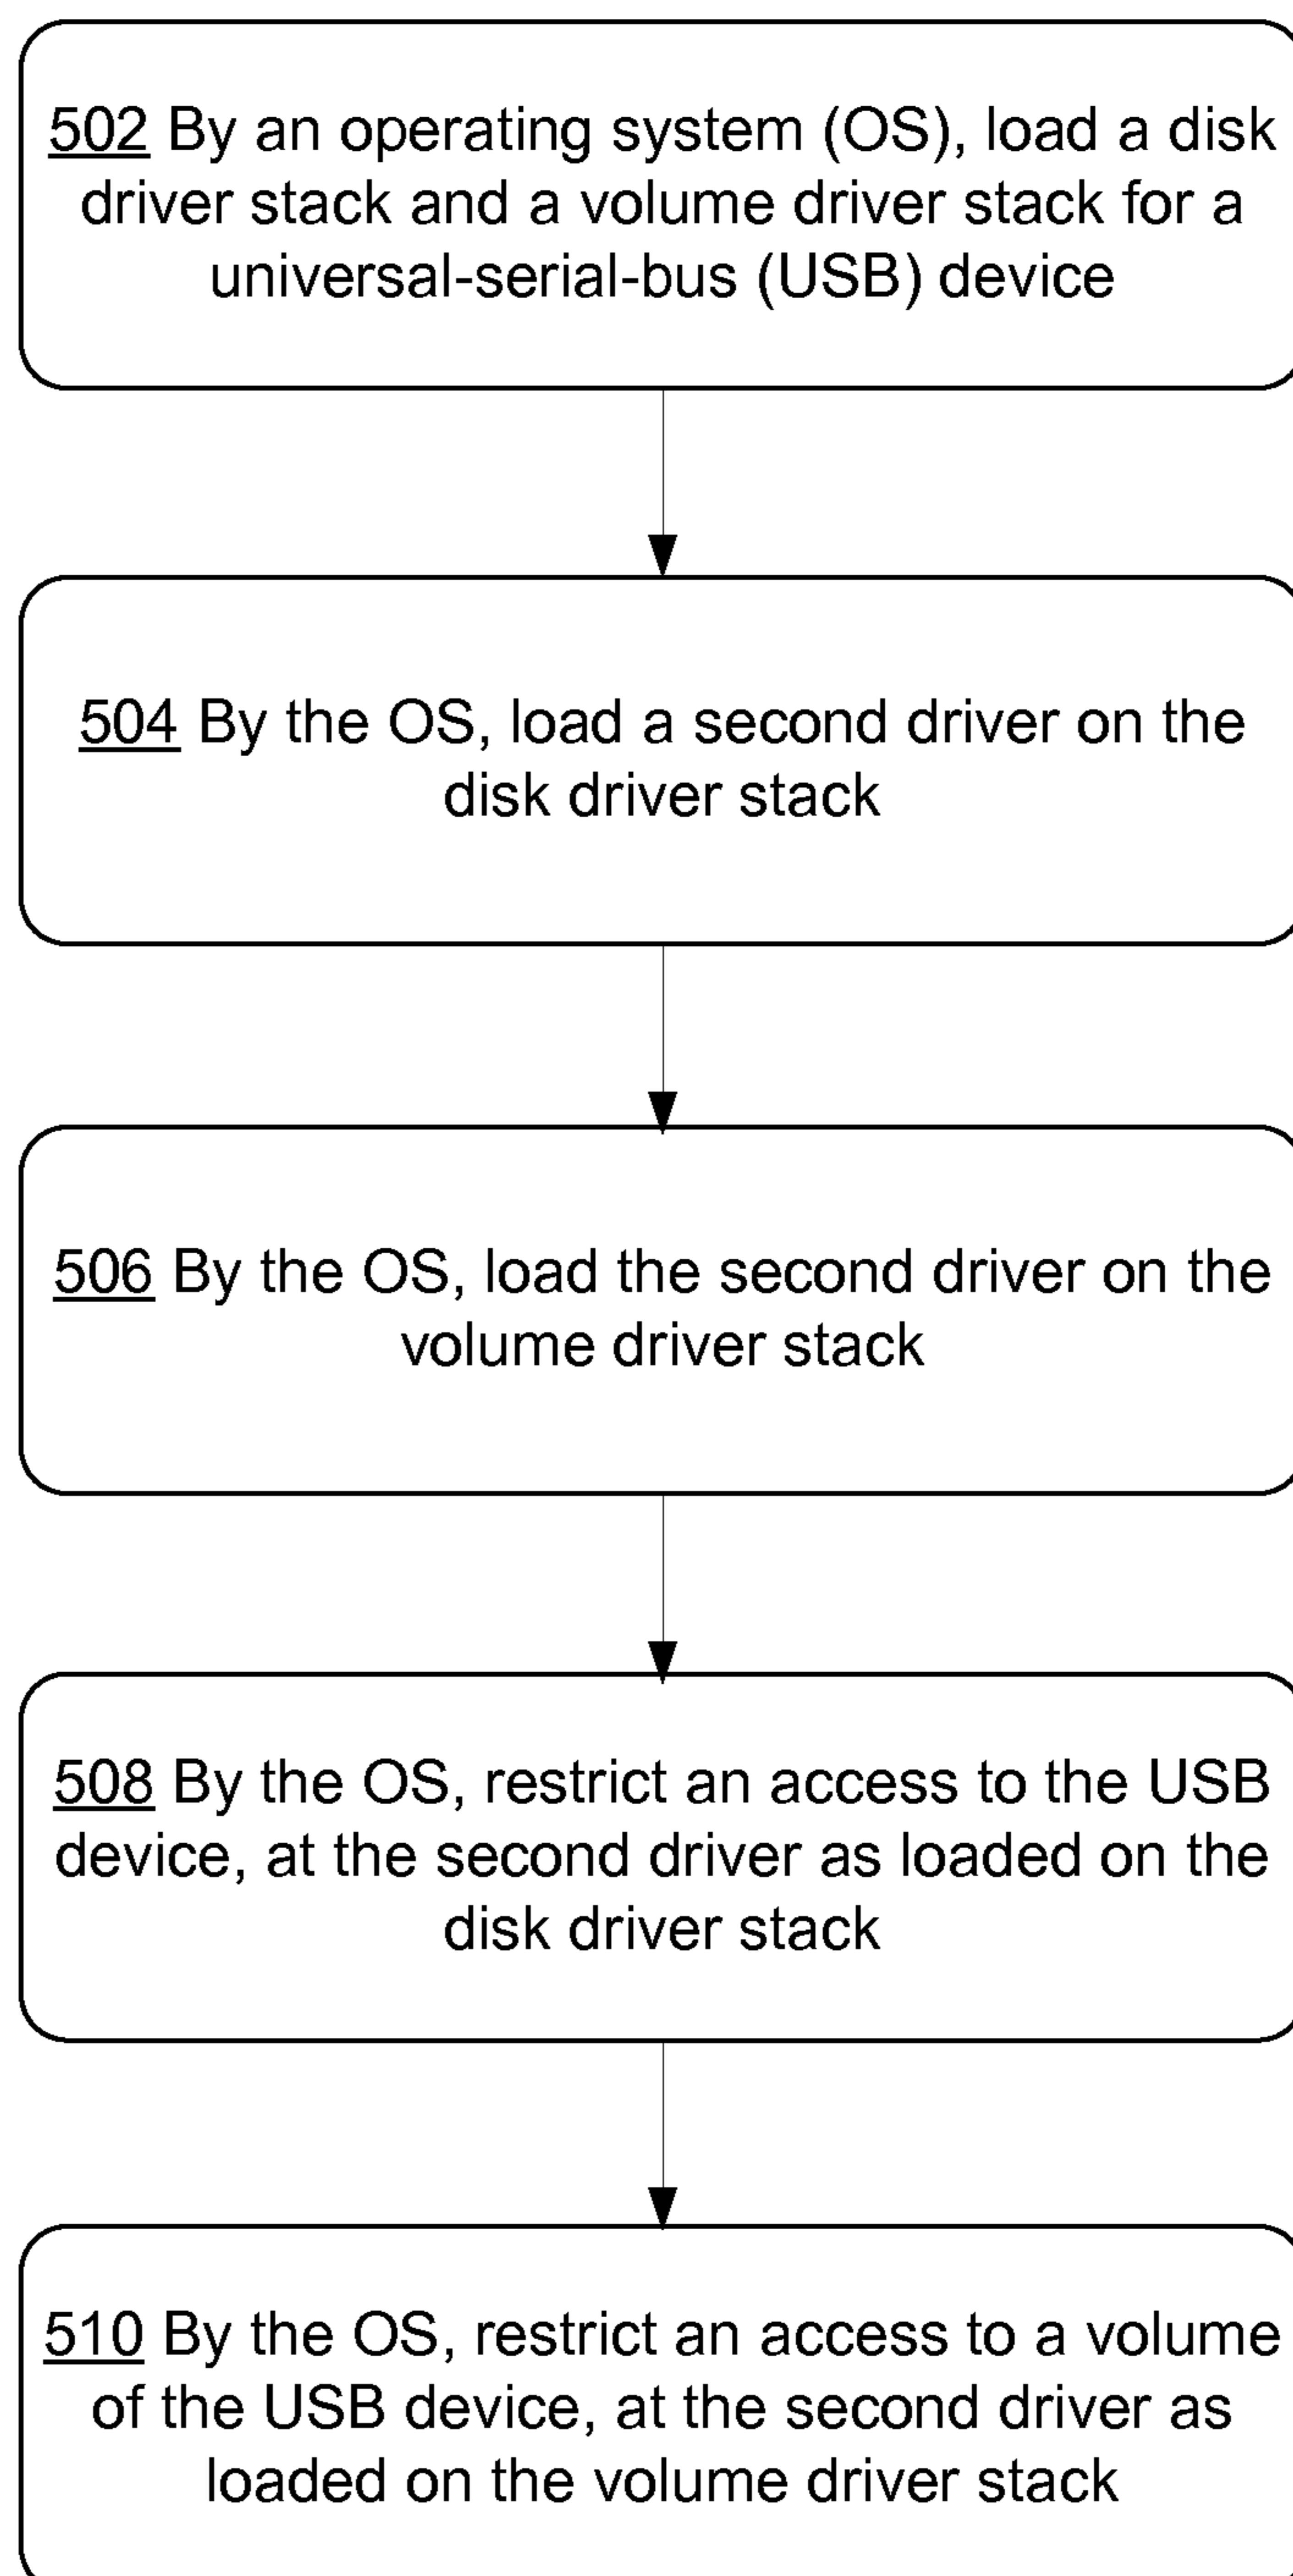 502 By an operating system (OS), load a disk
driver stack and a volume driver stack for a
universal-serial-bus (USB) device
504 By the OS, load a second driver on the
disk driver stack
506 By the OS, load the second driver on the
volume driver stack
508 By the OS, restrict an access to the USB
device, at the second driver as loaded on the
disk driver stack
510 By the OS, restrict an access to a volume
of the USB device, at the second driver as
loaded on the volume driver stack